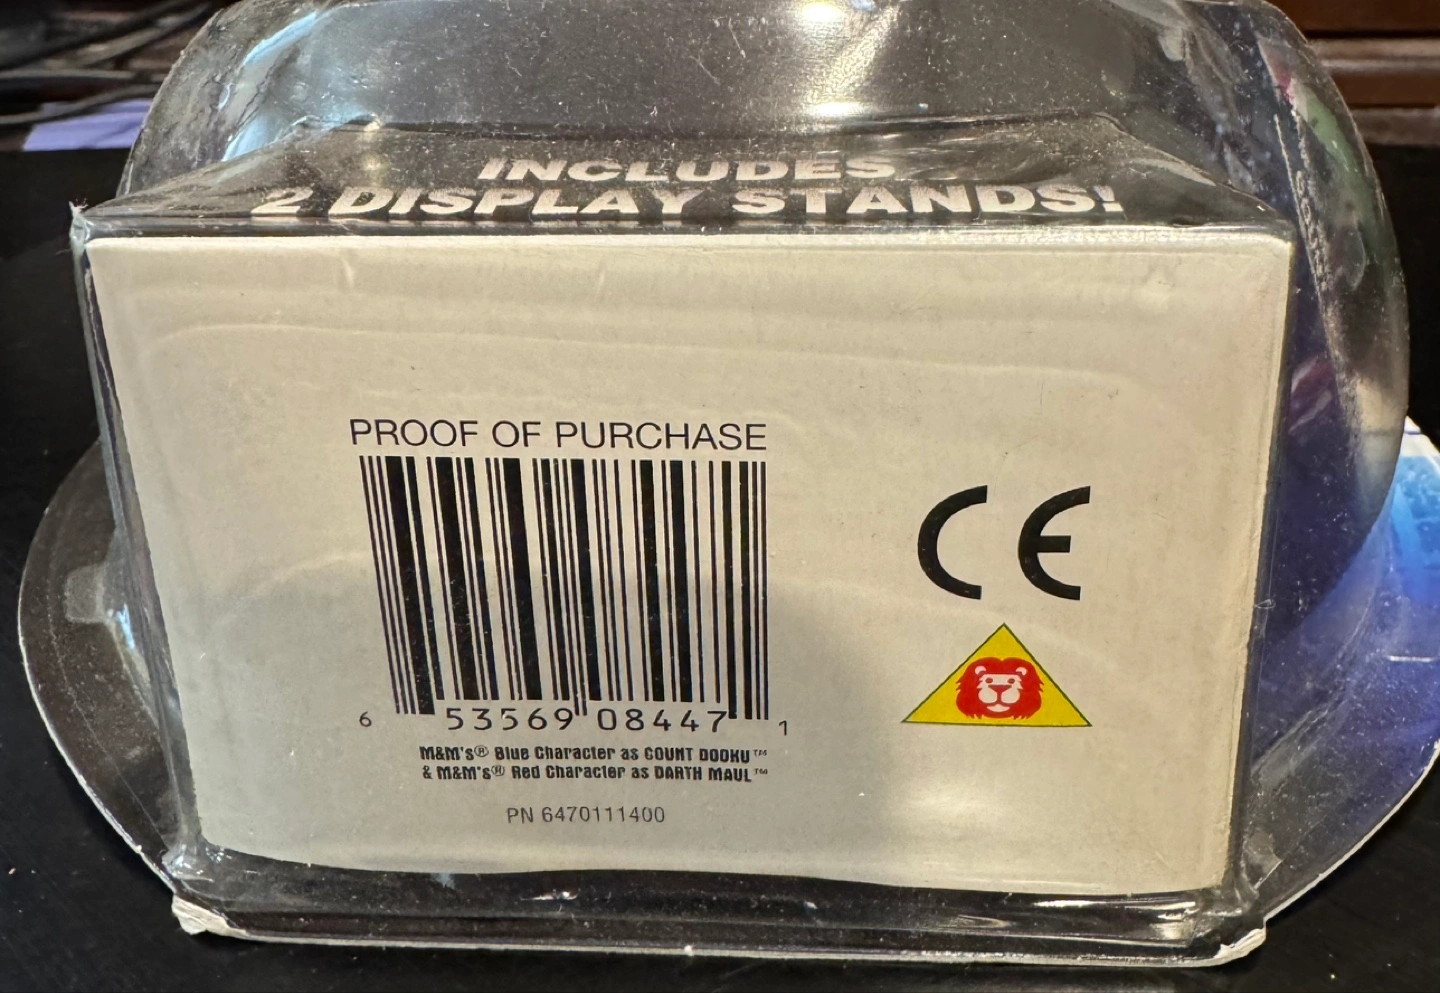 INCLUDES
2 DISPLAY STANDS!
PROOF OF PURCHASE
6 53569 08447 1
M&M's® Blue Character as COUNT DOOKU™
& M&M's® Red Character as DARTH MAUL™
PN 6470111400
CE